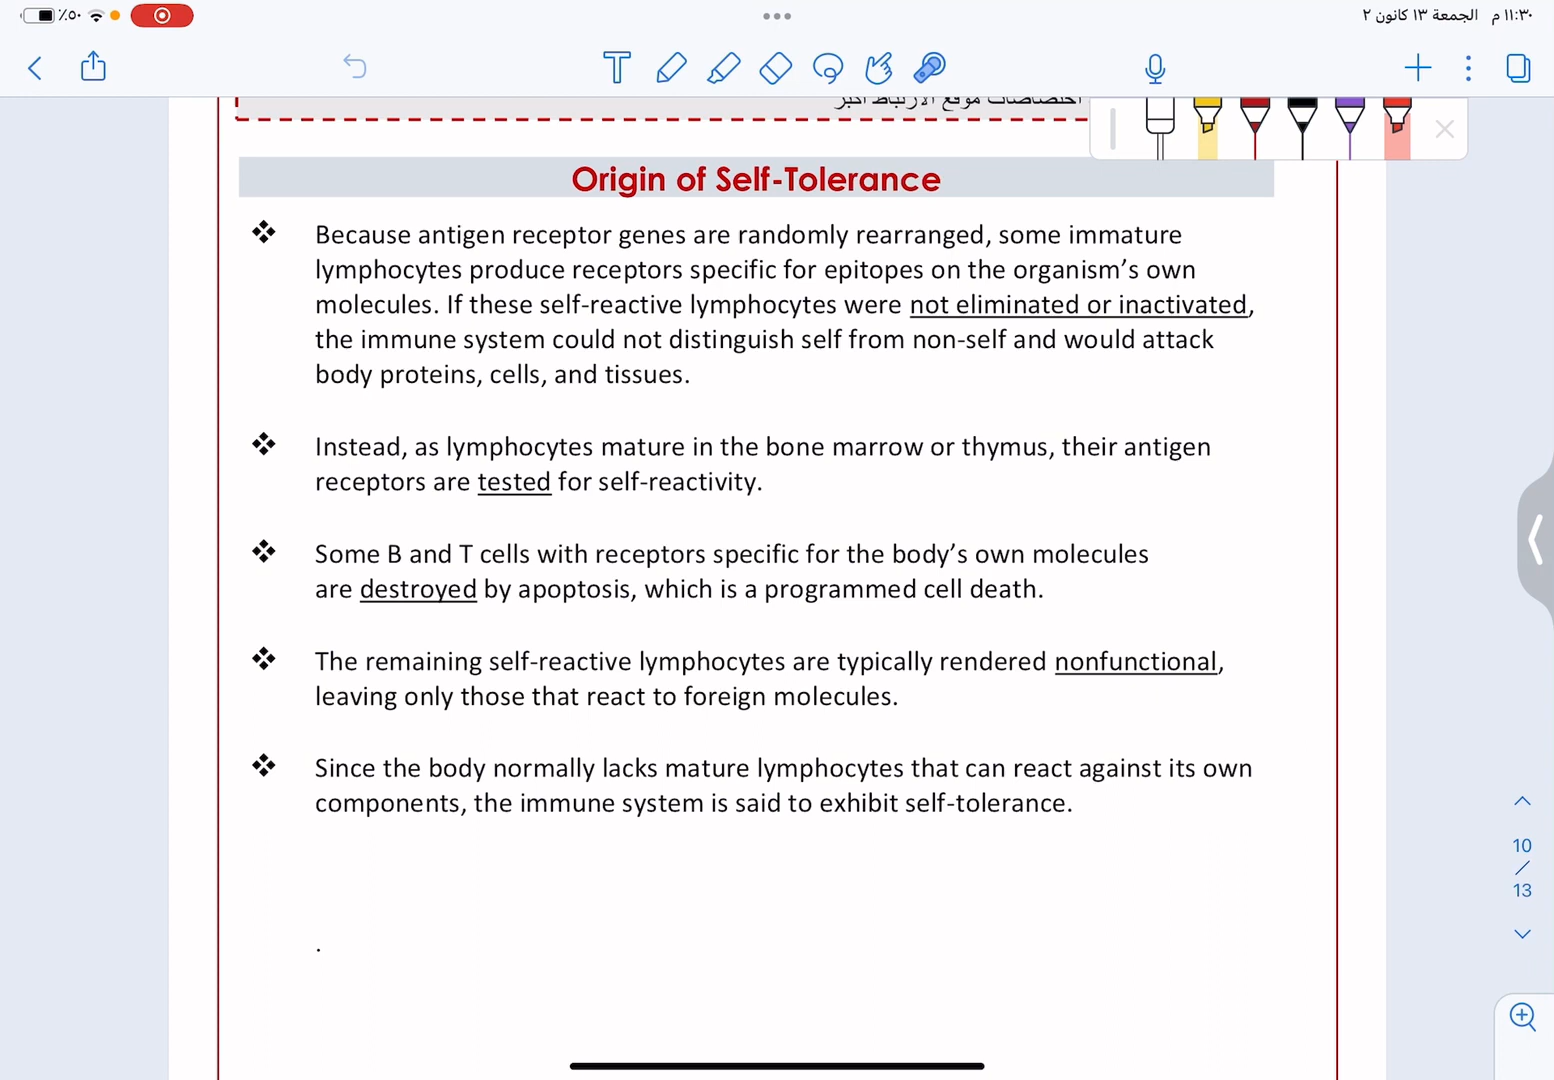 ٪٥٠
١١:٣٠ م الجمعة ١٣ كانون ٢
اختصاصات موقع الارتباط أكبر
Origin of Self-Tolerance
❖ Because antigen receptor genes are randomly rearranged, some immature
lymphocytes produce receptors specific for epitopes on the organism’s own
molecules. If these self-reactive lymphocytes were not eliminated or inactivated,
the immune system could not distinguish self from non-self and would attack
body proteins, cells, and tissues.
❖ Instead, as lymphocytes mature in the bone marrow or thymus, their antigen
receptors are tested for self-reactivity.
❖ Some B and T cells with receptors specific for the body’s own molecules
are destroyed by apoptosis, which is a programmed cell death.
❖ The remaining self-reactive lymphocytes are typically rendered nonfunctional,
leaving only those that react to foreign molecules.
❖ Since the body normally lacks mature lymphocytes that can react against its own
components, the immune system is said to exhibit self-tolerance.
.
10
/
13